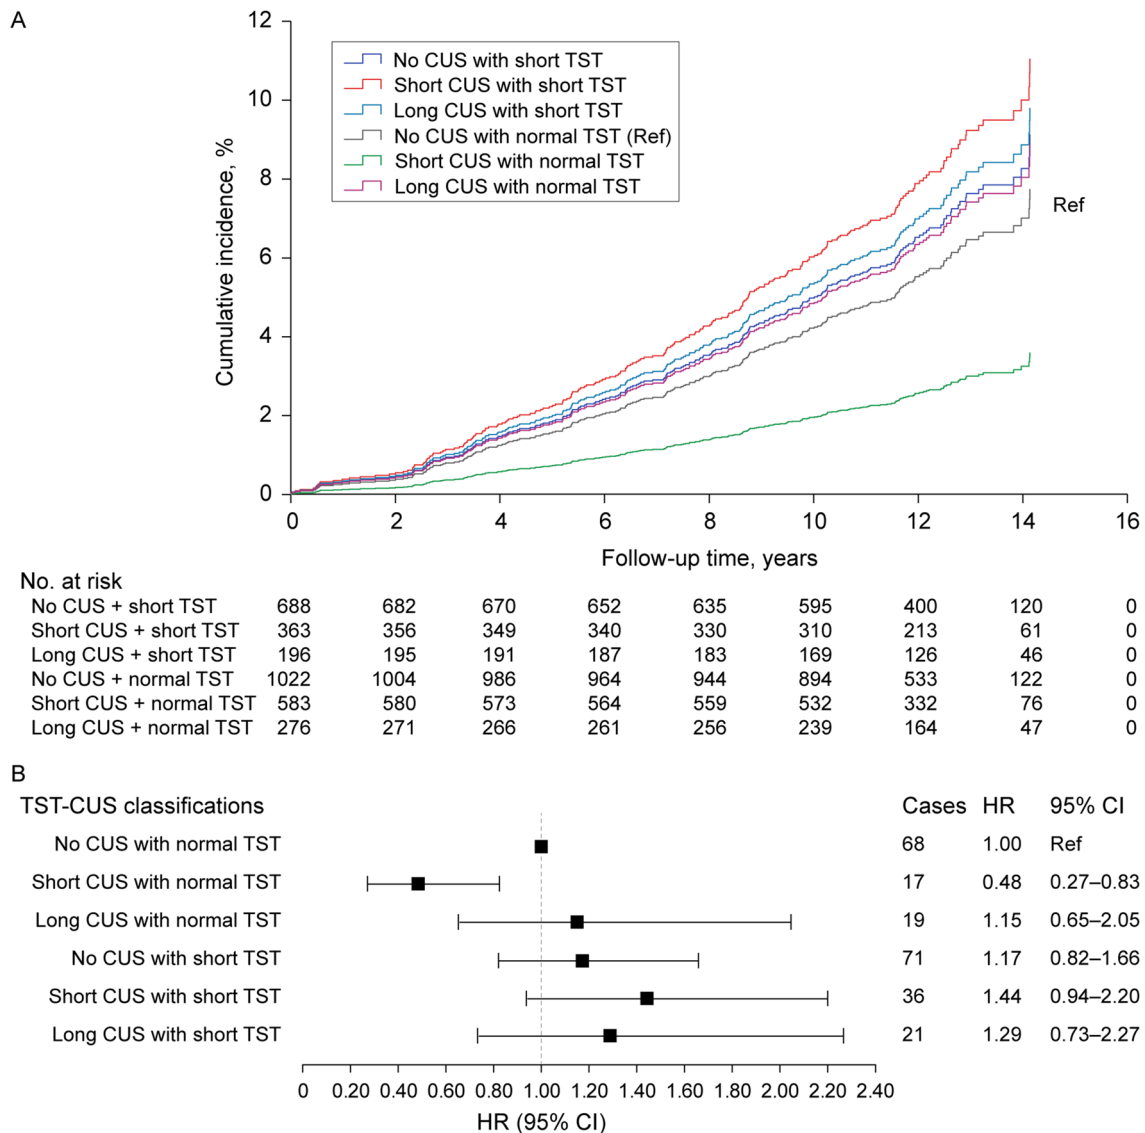 A
12
10
8
6
4
2
0
Cumulative incidence, %
No CUS with short TST
Short CUS with short TST
Long CUS with short TST
No CUS with normal TST (Ref)
Short CUS with normal TST
Long CUS with normal TST
Ref
0 2 4 6 8 10 12 14 16
Follow-up time, years
No. at risk
No CUS + short TST 688 682 670 652 635 595 400 120 0
Short CUS + short TST 363 356 349 340 330 310 213 61 0
Long CUS + short TST 196 195 191 187 183 169 126 46 0
No CUS + normal TST 1022 1004 986 964 944 894 533 122 0
Short CUS + normal TST 583 580 573 564 559 532 332 76 0
Long CUS + normal TST 276 271 266 261 256 239 164 47 0
B
TST-CUS classifications Cases HR 95% CI
No CUS with normal TST 68 1.00 Ref
Short CUS with normal TST 17 0.48 0.27–0.83
Long CUS with normal TST 19 1.15 0.65–2.05
No CUS with short TST 71 1.17 0.82–1.66
Short CUS with short TST 36 1.44 0.94–2.20
Long CUS with short TST 21 1.29 0.73–2.27
0 0.20 0.40 0.60 0.80 1.00 1.20 1.40 1.60 1.80 2.00 2.20 2.40
HR (95% CI)